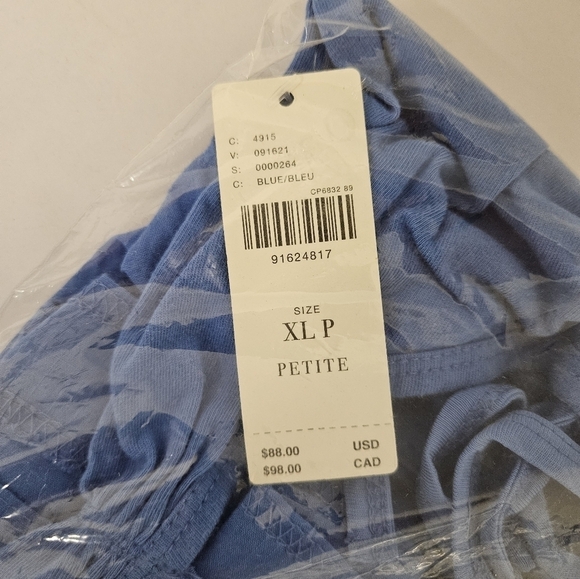 C: 4915
V: 091621
S: 0000264
C: BLUE/BLEU
CP6832 89
91624817
SIZE
XL P
PETITE
$88.00 USD
$98.00 CAD